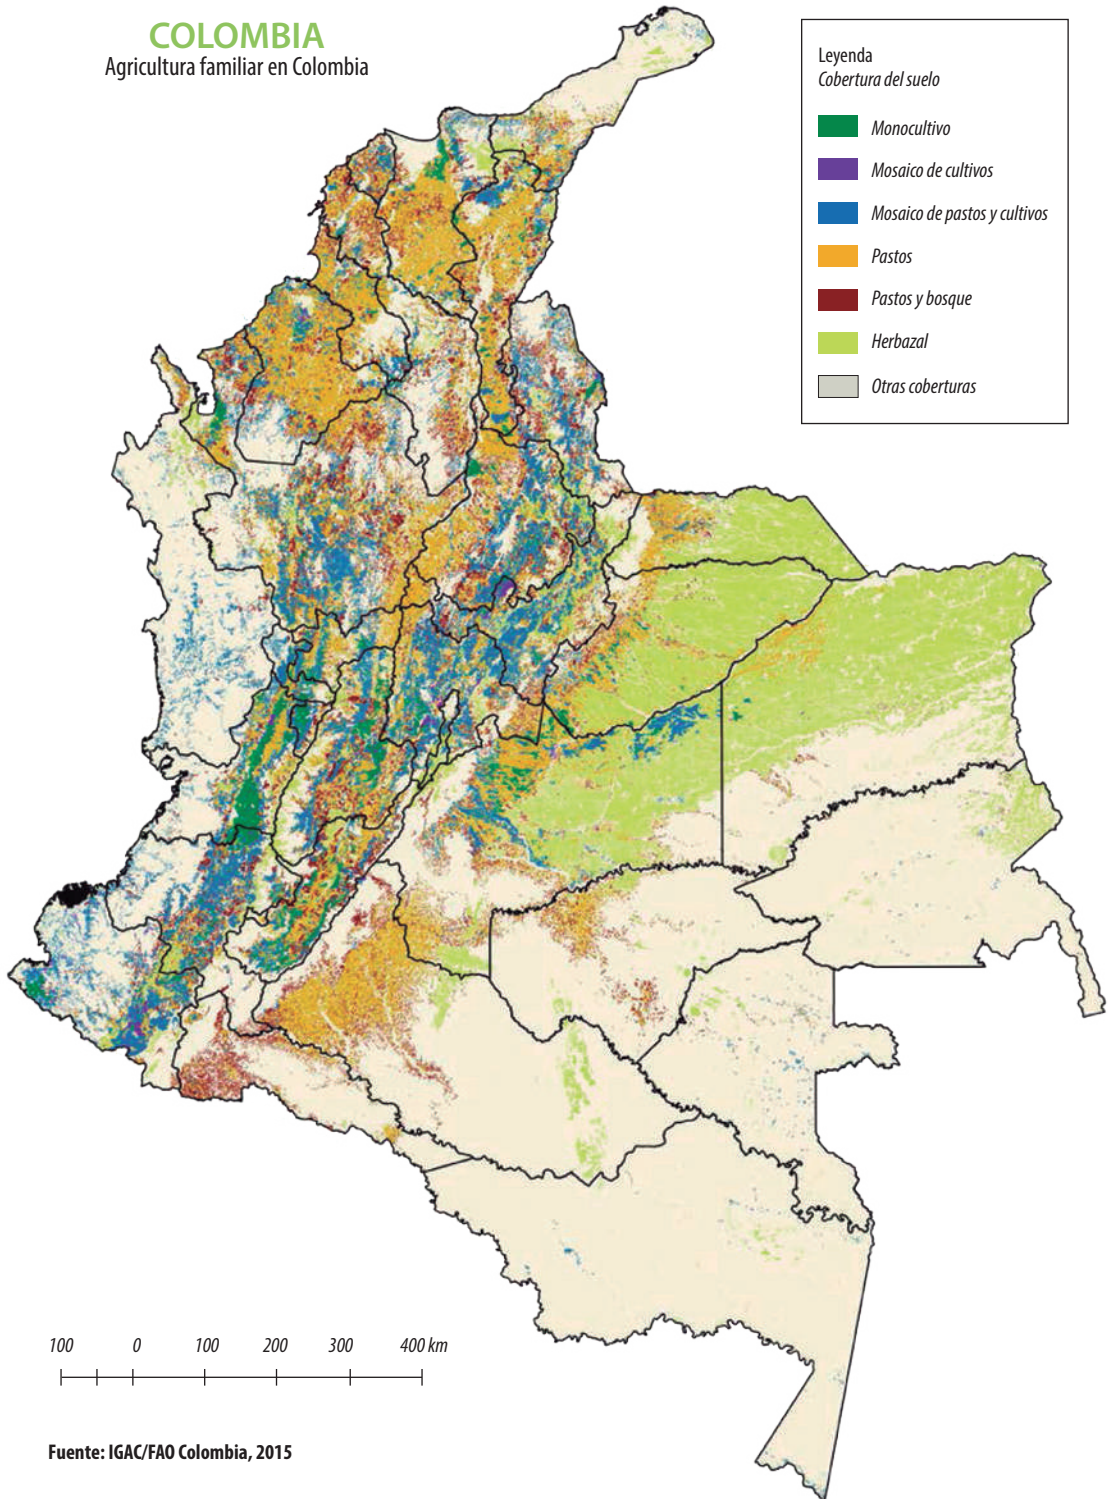 COLOMBIA
Agricultura familiar en Colombia
Leyenda
Cobertura del suelo
Monocultivo
Mosaico de cultivos
Mosaico de pastos y cultivos
Pastos
Pastos y bosque
Herbazal
Otras coberturas
100 0 100 200 300 400 km
Fuente: IGAC/FAO Colombia, 2015